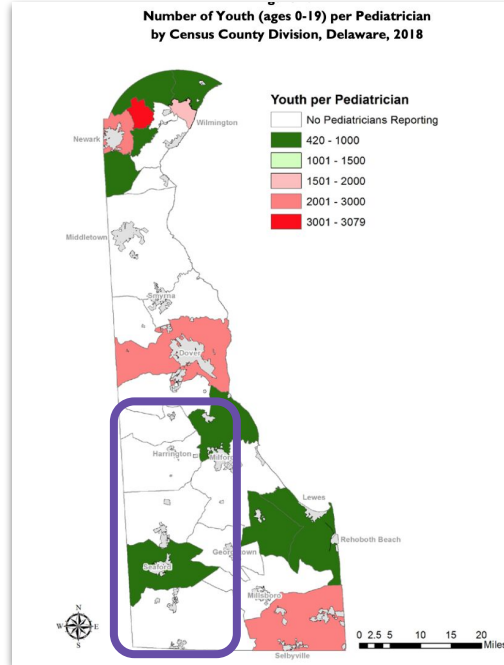 Number of Youth (ages 0-19) per Pediatrician
by Census County Division, Delaware, 2018
Youth per Pediatrician
No Pediatricians Reporting
420 - 1000
1001 - 1500
1501 - 2000
2001 - 3000
3001 - 3079
Wilmington
Newark
Middletown
Smyrna
Dover
Harrington
Milford
Lewes
Rehoboth Beach
Georgetown
Seaford
Millsboro
Selbyville
N
W E
S
0 2.5 5 10 15 20
Miles